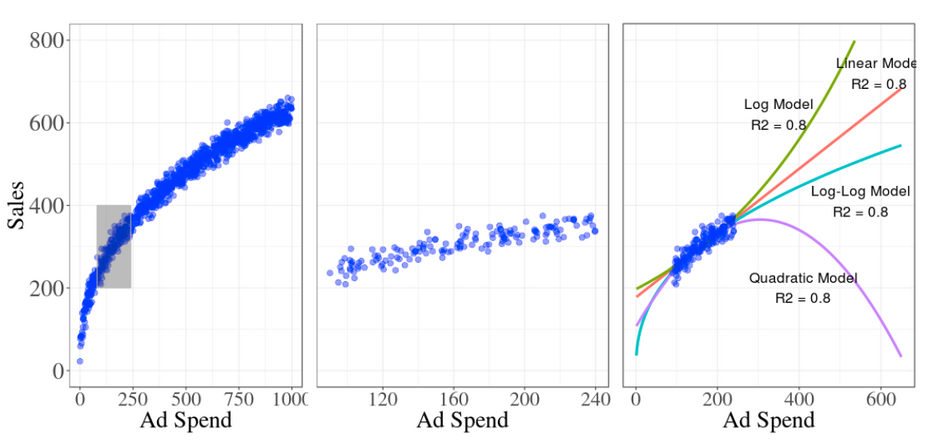 800
600
400
200
0
Sales
0 250 500 750 1000
Ad Spend
120 160 200 240
Ad Spend
Linear Mode
R2 = 0.8
Log Model
R2 = 0.8
Log-Log Model
R2 = 0.8
Quadratic Model
R2 = 0.8
0 200 400 600
Ad Spend